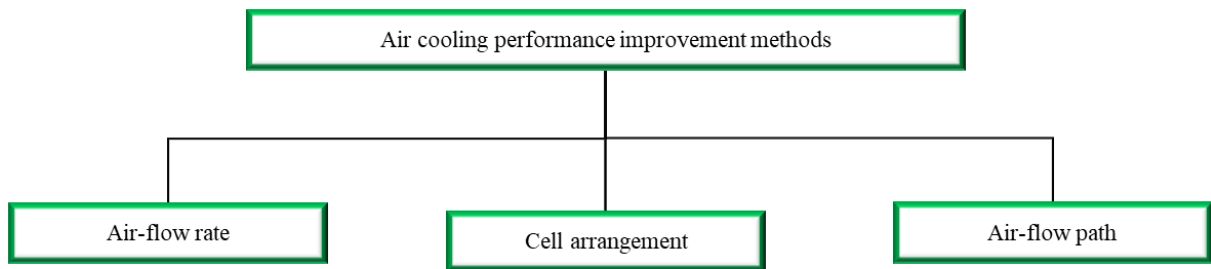 Air cooling performance improvement methods
Air-flow rate
Cell arrangement
Air-flow path